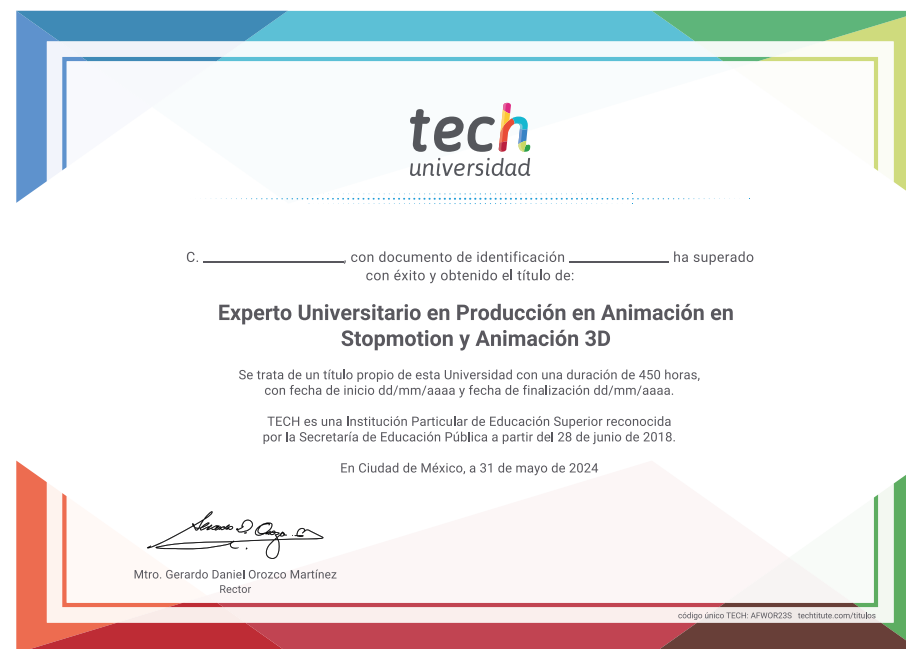 tech
universidad
C. ____________, con documento de identificación ____________ ha superado
con éxito y obtenido el título de:
Experto Universitario en Producción en Animación en
Stopmotion y Animación 3D
Se trata de un título propio de esta Universidad con una duración de 450 horas,
con fecha de inicio dd/mm/aaaa y fecha de finalización dd/mm/aaaa.
TECH es una Institución Particular de Educación Superior reconocida
por la Secretaría de Educación Pública a partir del 28 de junio de 2018.
En Ciudad de México, a 31 de mayo de 2024
Mtro. Gerardo Daniel Orozco Martínez
Rector
código único TECH: AFWOR23S techtitute.com/titulos